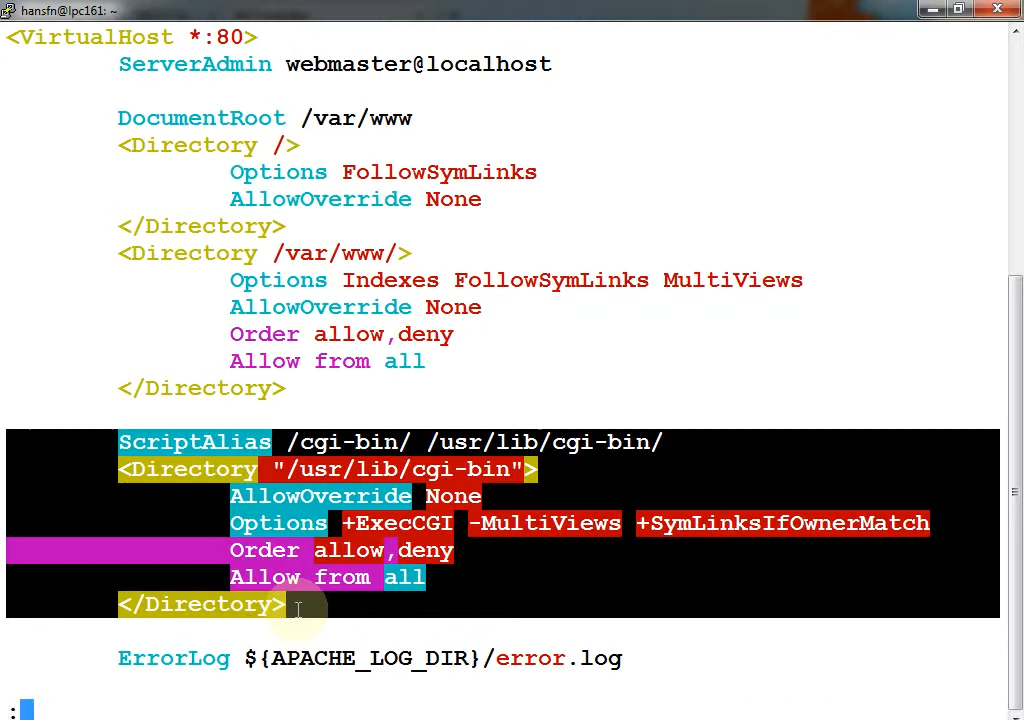 hansfn@lpc161: ~
<VirtualHost *:80>
ServerAdmin webmaster@localhost
DocumentRoot /var/www
<Directory />
Options FollowSymLinks
AllowOverride None
</Directory>
<Directory /var/www/>
Options Indexes FollowSymLinks MultiViews
AllowOverride None
Order allow,deny
Allow from all
</Directory>
ScriptAlias /cgi-bin/ /usr/lib/cgi-bin/
<Directory "/usr/lib/cgi-bin">
AllowOverride None
Options +ExecCGI -MultiViews +SymLinksIfOwnerMatch
Order allow,deny
Allow from all
</Directory>
ErrorLog ${APACHE_LOG_DIR}/error.log
: